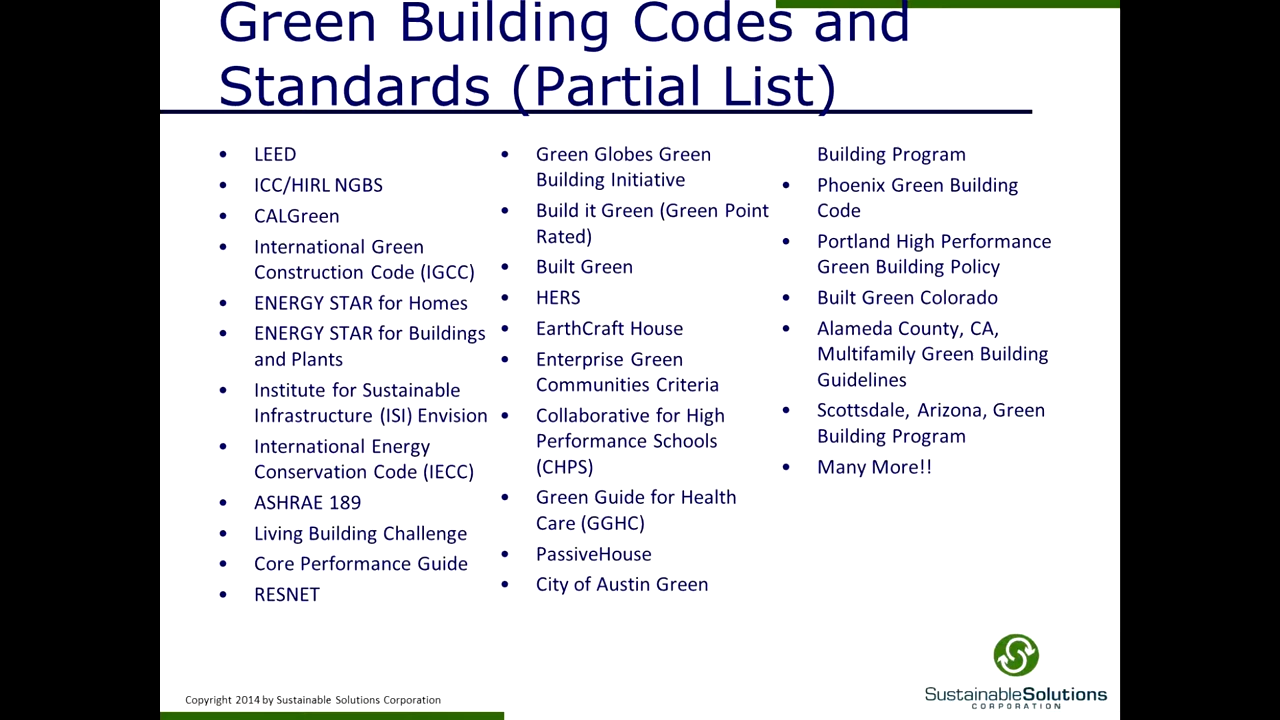 Green Building Codes and
Standards (Partial List)
• LEED
• ICC/HIRL NGBS
• CALGreen
• International Green
Construction Code (IGCC)
• ENERGY STAR for Homes
• ENERGY STAR for Buildings
and Plants
• Institute for Sustainable
Infrastructure (ISI) Envision
• International Energy
Conservation Code (IECC)
• ASHRAE 189
• Living Building Challenge
• Core Performance Guide
• RESNET
• Green Globes Green
Building Initiative
• Build it Green (Green Point
Rated)
• Built Green
• HERS
• EarthCraft House
• Enterprise Green
Communities Criteria
• Collaborative for High
Performance Schools
(CHPS)
• Green Guide for Health
Care (GGHC)
• PassiveHouse
• City of Austin Green
Building Program
• Phoenix Green Building
Code
• Portland High Performance
Green Building Policy
• Built Green Colorado
• Alameda County, CA,
Multifamily Green Building
Guidelines
• Scottsdale, Arizona, Green
Building Program
• Many More!!
Copyright 2014 by Sustainable Solutions Corporation
SustainableSolutions
CORPORATION